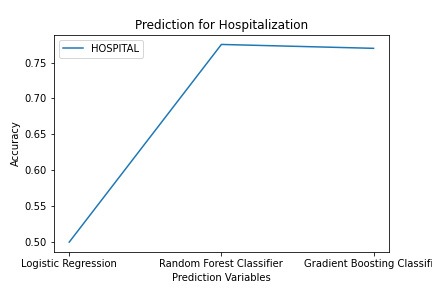 Prediction for Hospitalization
HOSPITAL
0.75
0.70
0.65
0.60
0.55
0.50
Accuracy
Logistic Regression Random Forest Classifier Gradient Boosting Classifi
Prediction Variables